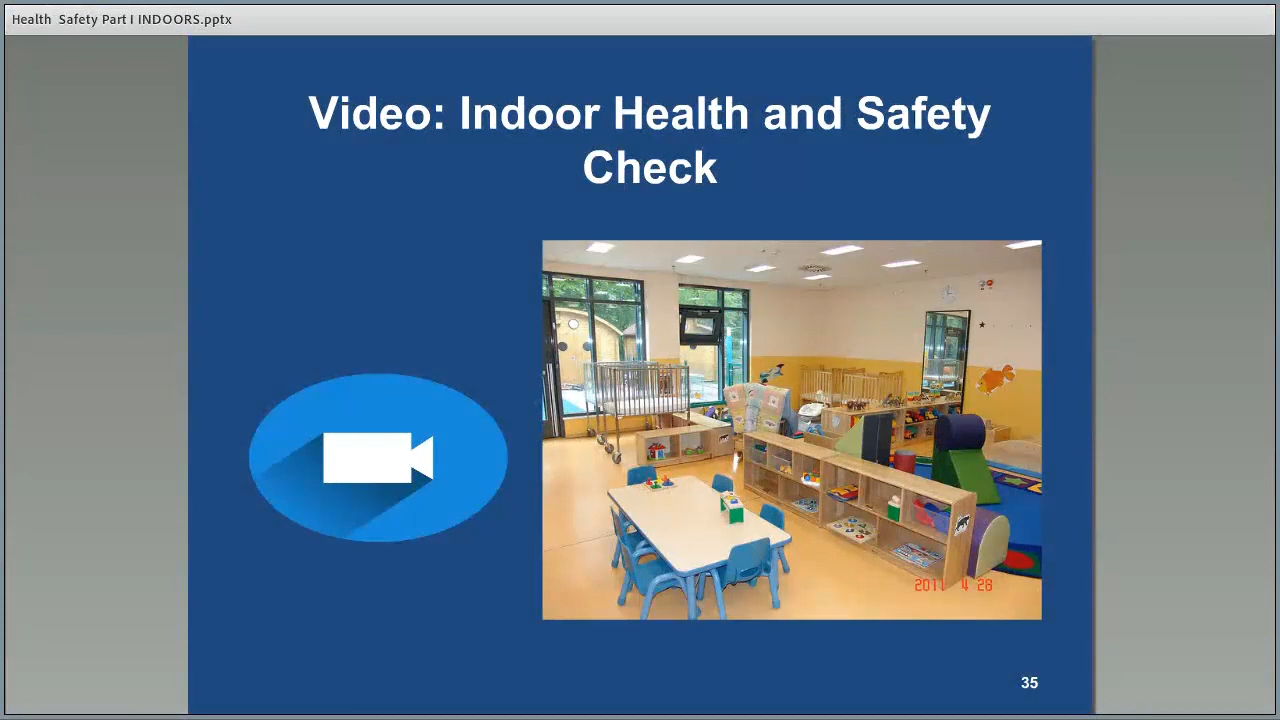 Health  Safety Part I INDOORS.pptx
Video: Indoor Health and Safety
Check
2011 4 28
35